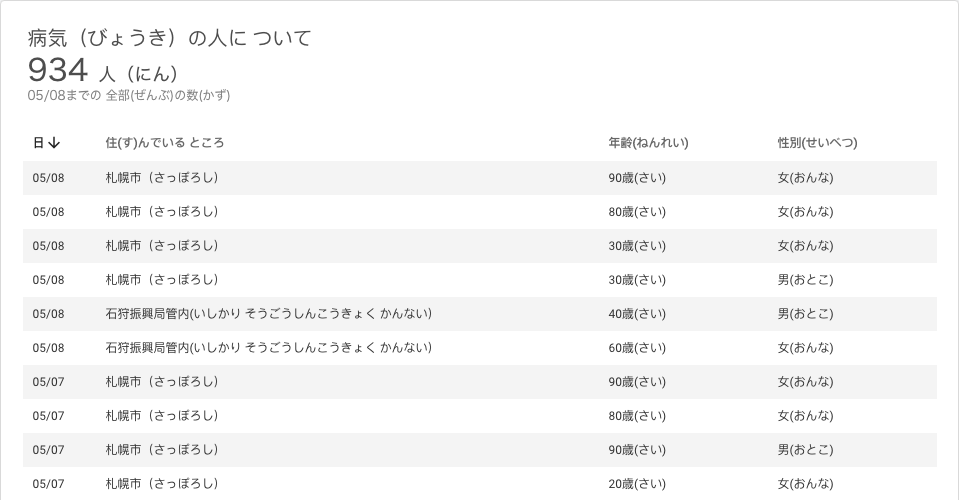 病気（びょうき）の人に ついて
934 人（にん）
05/08までの 全部(ぜんぶ)の数(かず)
日↓ 住(す)んでいる ところ 年齢(ねんれい) 性別(せいべつ)
05/08 札幌市（さっぽろし） 90歳(さい) 女(おんな)
05/08 札幌市（さっぽろし） 80歳(さい) 女(おんな)
05/08 札幌市（さっぽろし） 30歳(さい) 女(おんな)
05/08 札幌市（さっぽろし） 30歳(さい) 男(おとこ)
05/08 石狩振興局管内(いしかり そうごうしんこうきょく かんない） 40歳(さい) 男(おとこ)
05/08 石狩振興局管内(いしかり そうごうしんこうきょく かんない） 60歳(さい) 女(おんな)
05/07 札幌市（さっぽろし） 90歳(さい) 女(おんな)
05/07 札幌市（さっぽろし） 80歳(さい) 女(おんな)
05/07 札幌市（さっぽろし） 90歳(さい) 男(おとこ)
05/07 札幌市（さっぽろし） 20歳(さい) 女(おんな)